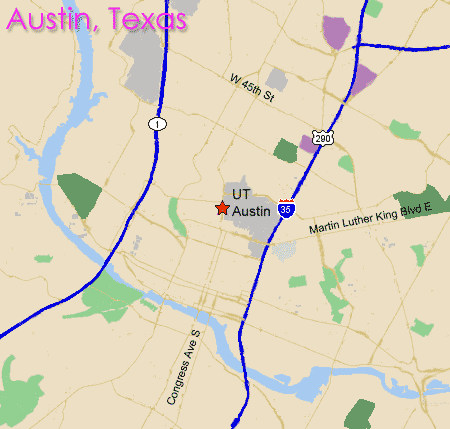 Austin, Texas
W 45th St
1
290
UT
Austin
35
Martin Luther King Blvd E
Congress Ave S